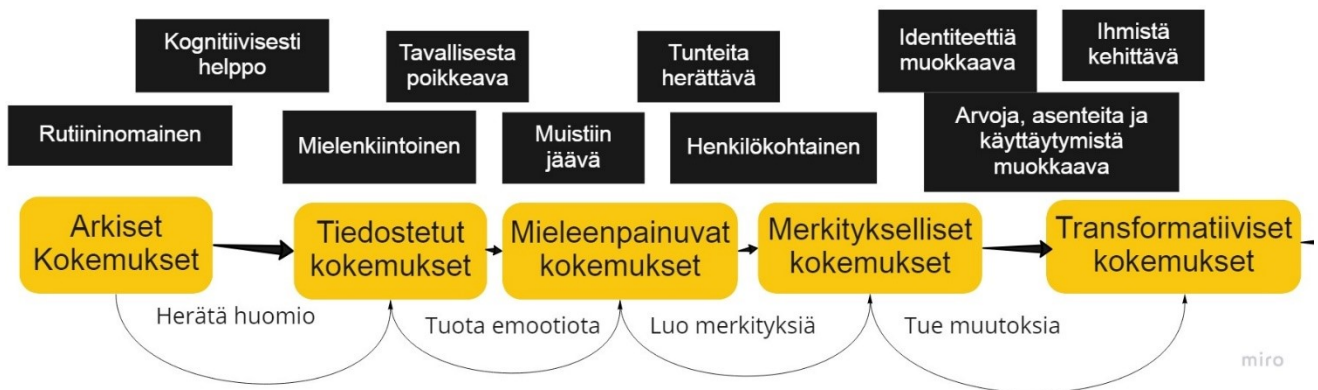 Kognitiivisesti
helppo
Tavallisesta
poikkeava
Tunteita
herättävä
Identiteettiä
muokkaava
Ihmistä
kehittävä
Rutiininomainen
Mielenkiintoinen
Muistiin
jäävä
Henkilökohtainen
Arvoja, asenteita ja
käyttäytymistä
muokkaava
Arkiset
Kokemukset
Tiedostetut
kokemukset
Mieleenpainuvat
kokemukset
Merkitykselliset
kokemukset
Transformatiiviset
kokemukset
Herätä huomio
Tuota emootiota
Luo merkityksiä
Tue muutoksia
miro